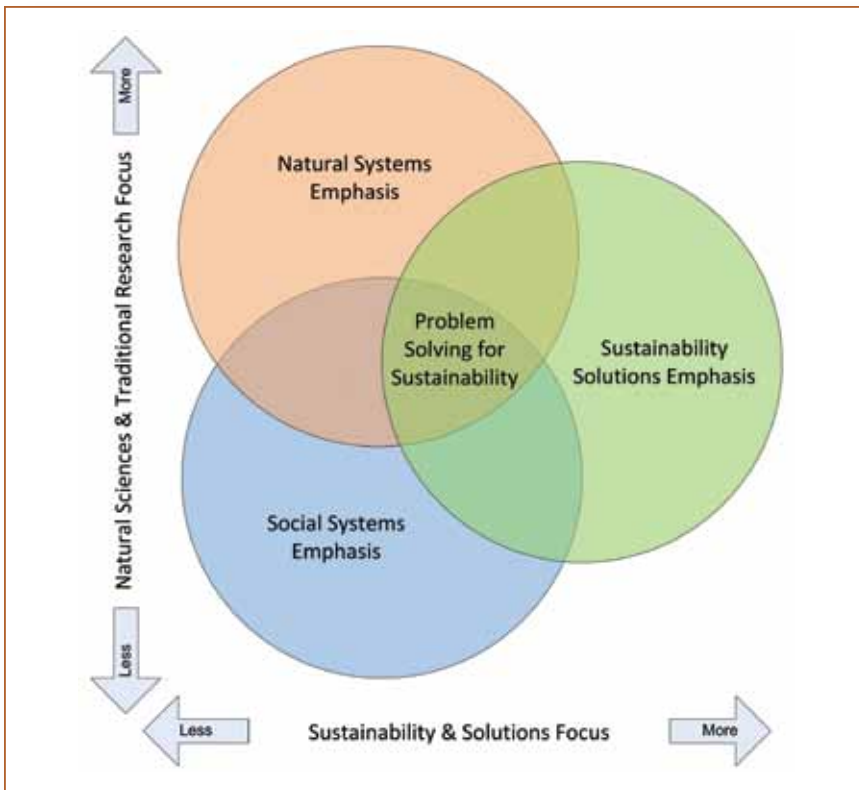 More
Natural Sciences & Traditional Research Focus
Less
Natural Systems
Emphasis
Problem
Solving for
Sustainability
Sustainability
Solutions Emphasis
Social Systems
Emphasis
Less
Sustainability & Solutions Focus
More